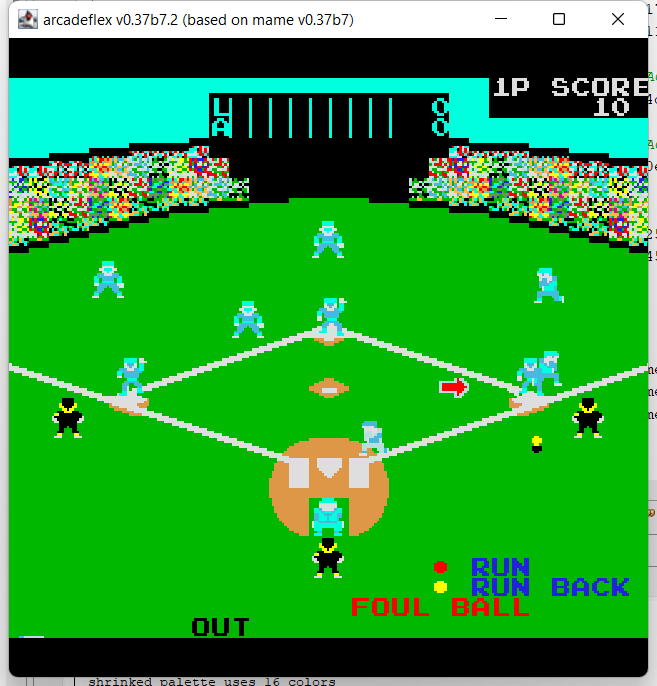 arcadeflex v0.37b7.2 (based on mame v0.37b7)
1P SCORE
10
LA 0 0
RUN
RUN BACK
FOUL BALL
OUT
shrinked palette uses 16 colors